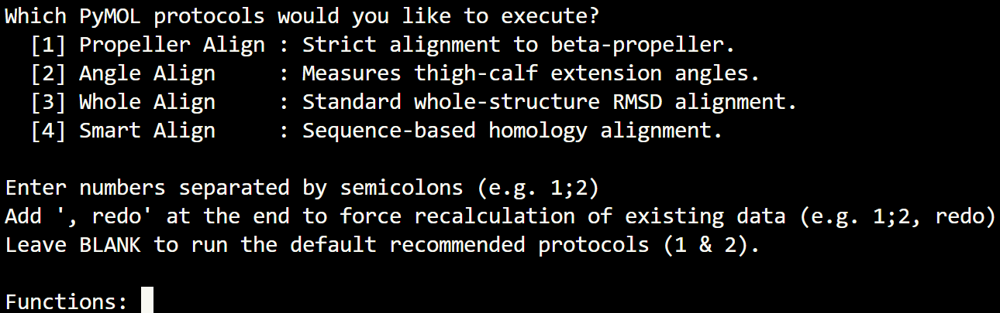 Which PyMOL protocols would you like to execute?
  [1] Propeller Align : Strict alignment to beta-propeller.
  [2] Angle Align     : Measures thigh-calf extension angles.
  [3] Whole Align     : Standard whole-structure RMSD alignment.
  [4] Smart Align     : Sequence-based homology alignment.

Enter numbers separated by semicolons (e.g. 1;2)
Add ', redo' at the end to force recalculation of existing data (e.g. 1;2, redo)
Leave BLANK to run the default recommended protocols (1 & 2).

Functions: